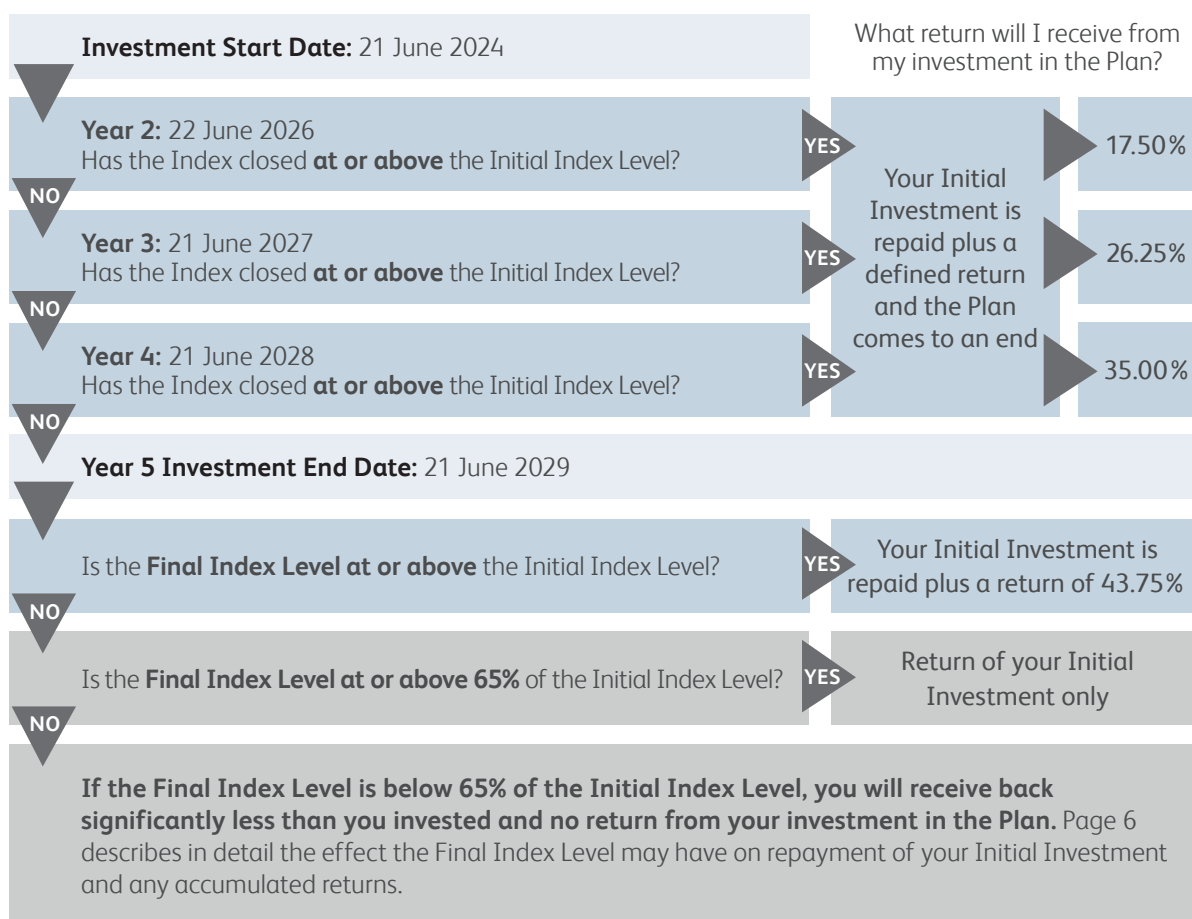 Investment Start Date: 21 June 2024
What return will I receive from
my investment in the Plan?
Year 2: 22 June 2026
Has the Index closed at or above the Initial Index Level?
YES
17.50%
NO
Year 3: 21 June 2027
Has the Index closed at or above the Initial Index Level?
YES
26.25%
NO
Year 4: 21 June 2028
Has the Index closed at or above the Initial Index Level?
YES
35.00%
Your Initial
Investment is
repaid plus a
defined return
and the Plan
comes to an end
NO
Year 5 Investment End Date: 21 June 2029
Is the Final Index Level at or above the Initial Index Level?
YES
Your Initial Investment is
repaid plus a return of 43.75%
NO
Is the Final Index Level at or above 65% of the Initial Index Level?
YES
Return of your Initial
Investment only
NO
If the Final Index Level is below 65% of the Initial Index Level, you will receive back
significantly less than you invested and no return from your investment in the Plan. Page 6
describes in detail the effect the Final Index Level may have on repayment of your Initial Investment
and any accumulated returns.